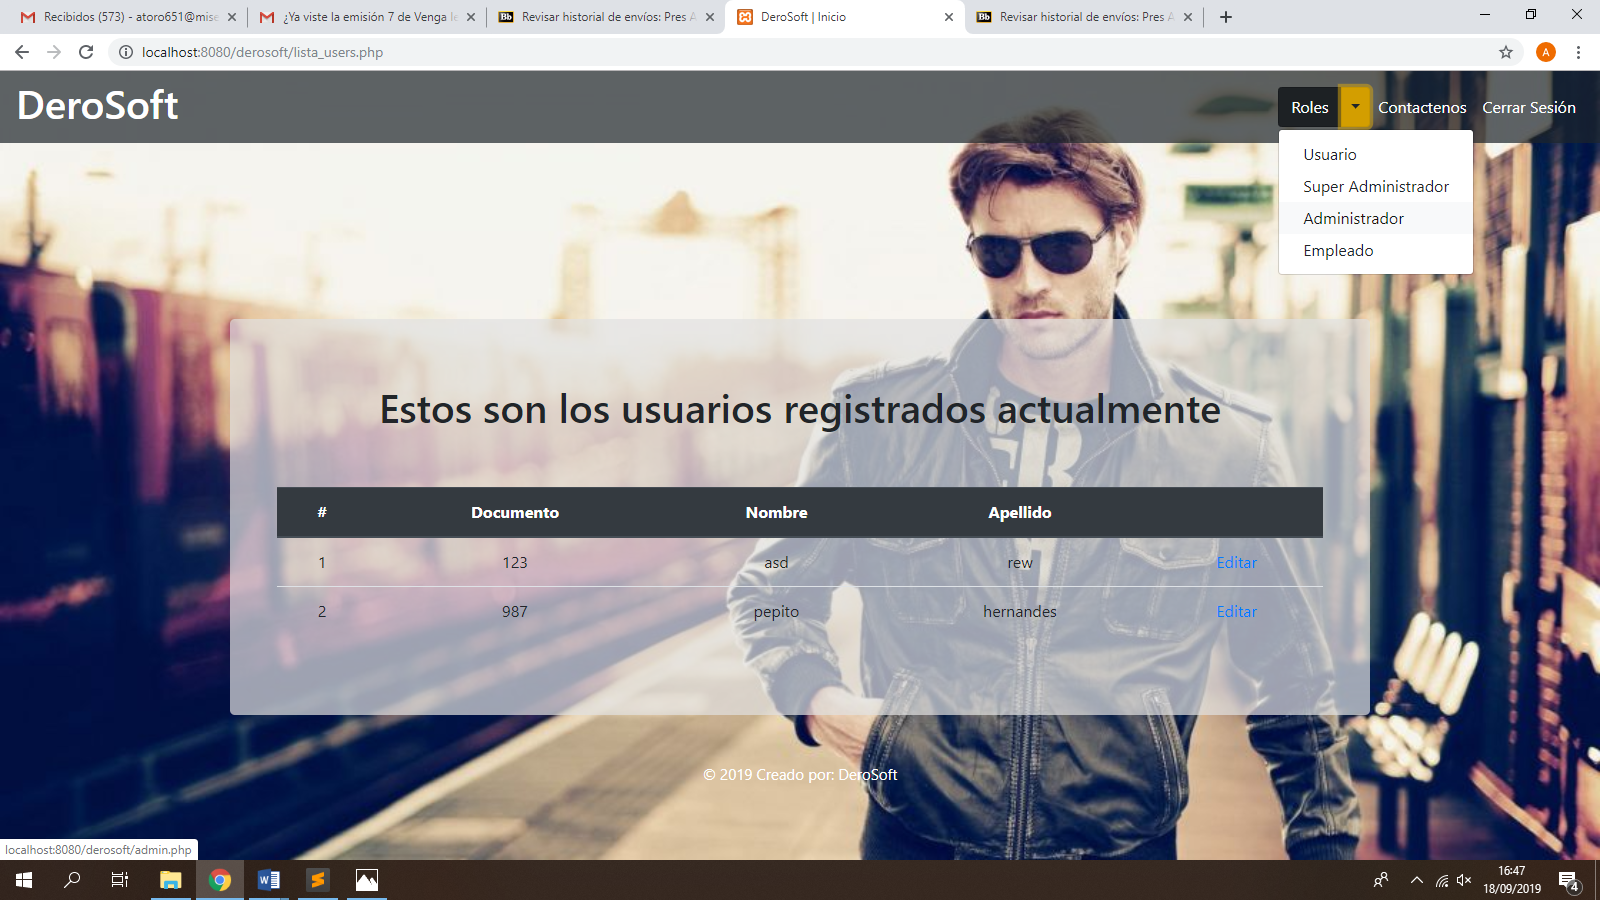 Recibidos (573) - atoro651@mise
¿Ya viste la emisión 7 de Venga le
Revisar historial de envíos: Pres A
DeroSoft | Inicio
Revisar historial de envíos: Pres A
localhost:8080/derosoft/lista_users.php
A
DeroSoft
Roles
Contactenos
Cerrar Sesión
Usuario
Super Administrador
Administrador
Empleado
Estos son los usuarios registrados actualmente
# Documento Nombre Apellido
1 123 asd rew Editar
2 987 pepito hernandes Editar
© 2019 Creado por: DeroSoft
localhost:8080/derosoft/admin.php
16:47
18/09/2019
4